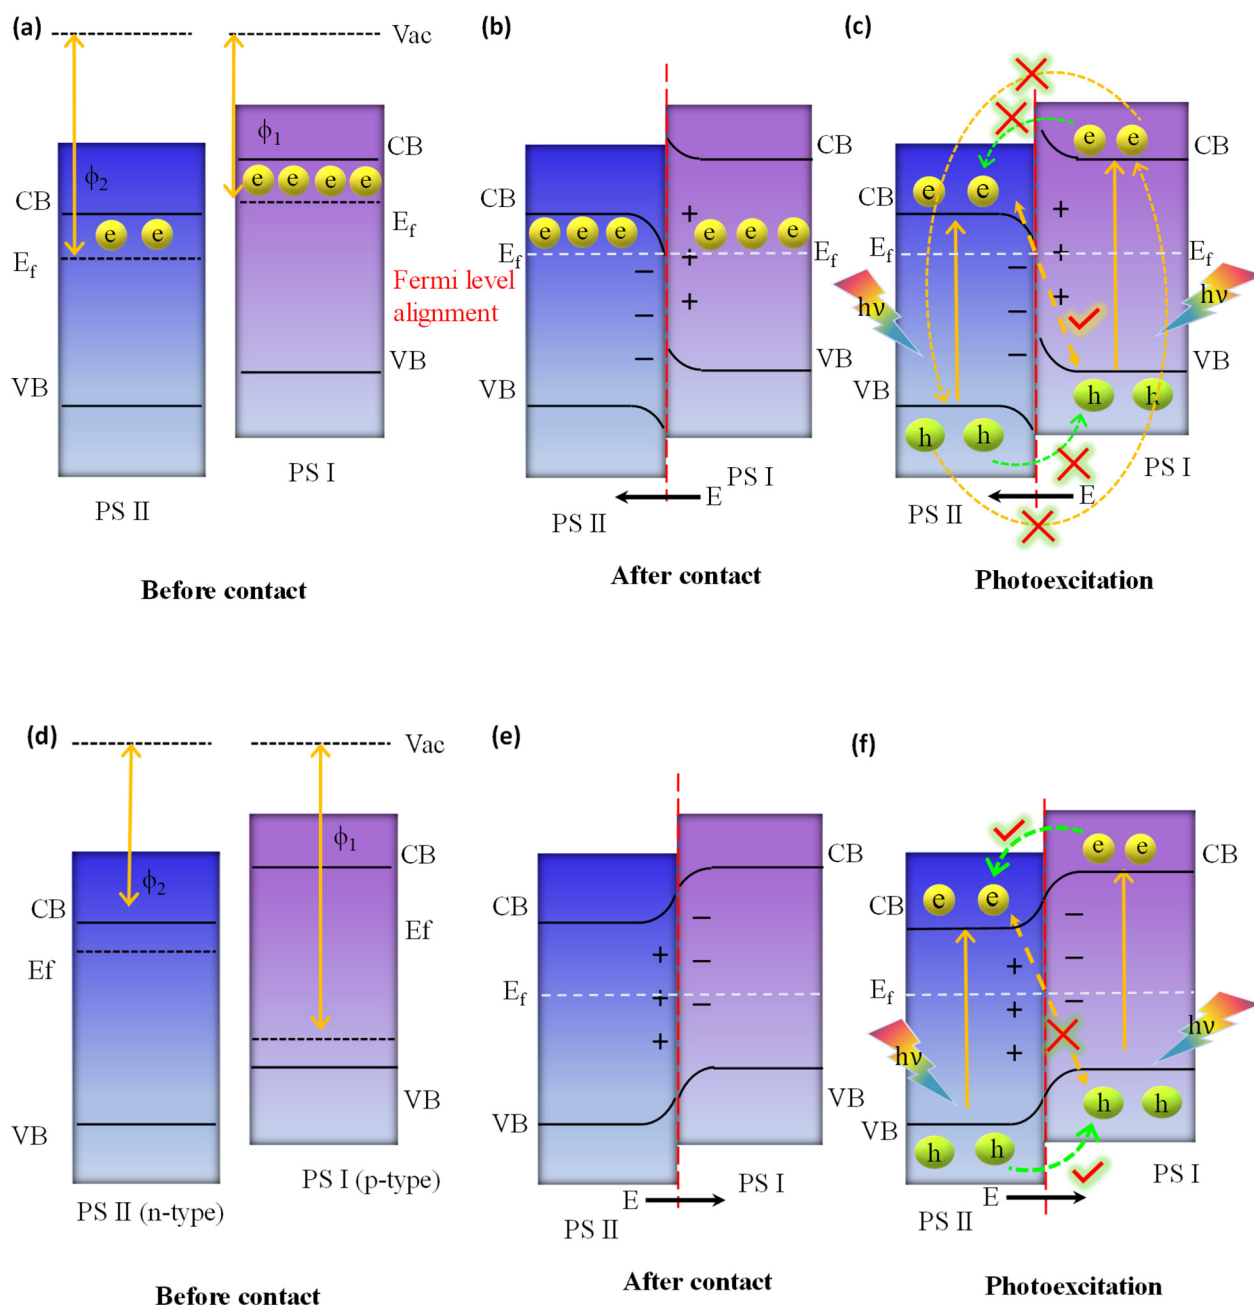 (a)
Vac
ϕ1
CB
ϕ2
e e e e
CB
e e
Ef
Ef
Fermi level
alignment
VB
VB
PS I
PS II
Before contact
(b)
CB
CB
e e e
e e e
Ef
+
+
+
−
−
−
VB
VB
PS I
E
PS II
After contact
(c)
e e
CB
e e
CB
+
+
+
Ef
Ef
−
−
−
hν
hν
VB
VB
h h
h h
PS I
E
PS II
Photoexcitation
(d)
Vac
ϕ1
CB
ϕ2
CB
Ef
Ef
VB
VB
PS I (p-type)
PS II (n-type)
Before contact
(e)
CB
CB
−
−
−
+
+
+
Ef
VB
VB
PS I
E
PS II
After contact
(f)
e e
CB
e e
CB
−
−
−
+
+
+
Ef
hν
hν
VB
h h
VB
h h
PS I
E
PS II
Photoexcitation